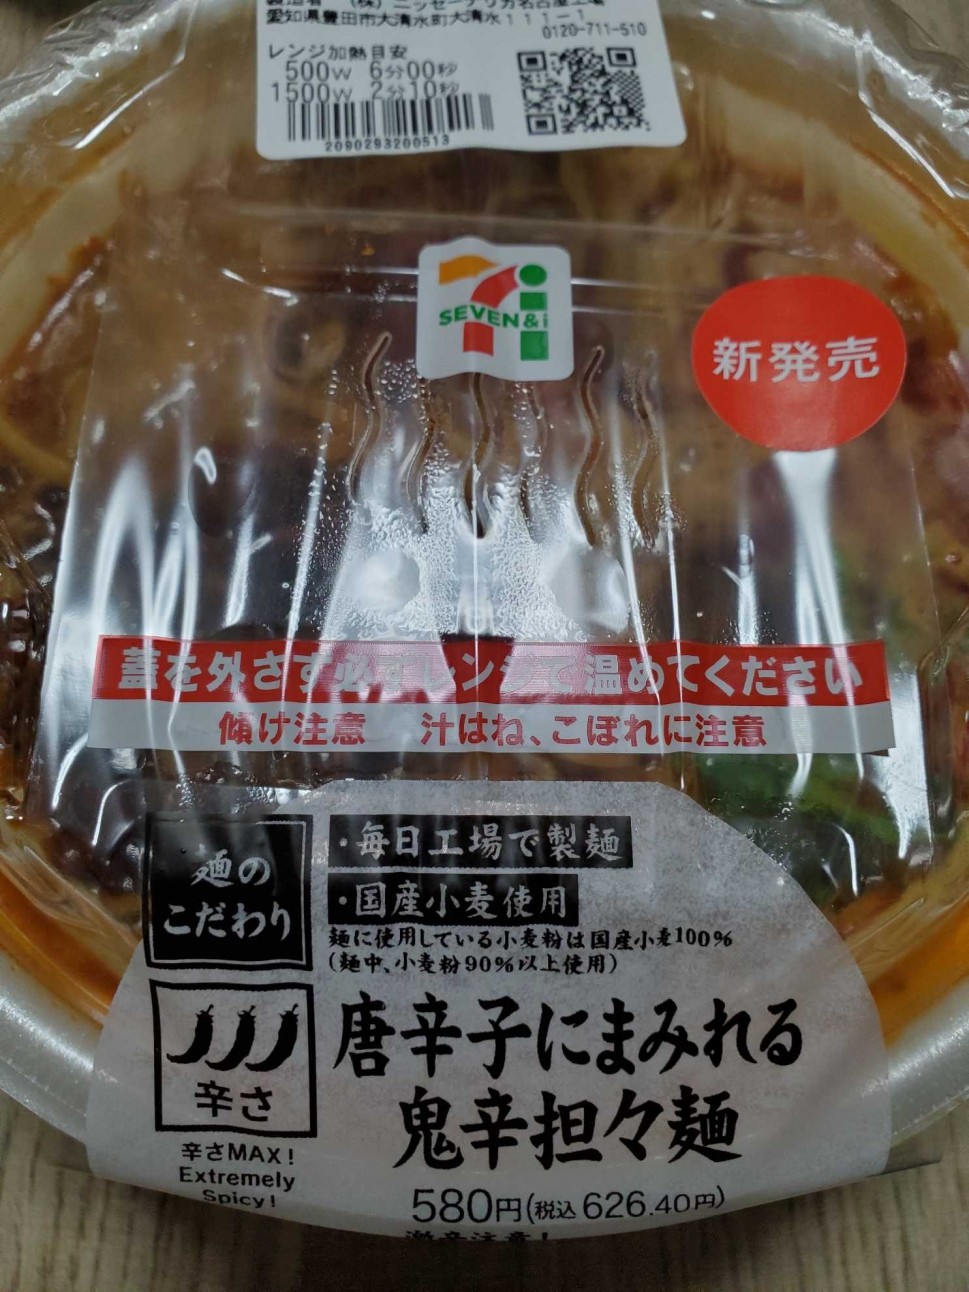 製造者 (株)ニッセーデリカ名古屋工場
愛知県豊田市大清水町大清水111-1
0120-711-510
レンジ加熱目安
500W 6分00秒
1500W 2分10秒
2090293200513
SEVEN&i
新発売
蓋を外さず必ずレンジで温めてください
傾け注意 汁はね、こぼれに注意
麺の
こだわり
・毎日工場で製麺
・国産小麦使用
麺に使用している小麦粉は国産小麦100%
(麺中、小麦粉90%以上使用)
辛さ
唐辛子にまみれる
鬼辛担々麺
辛さMAX!
Extremely
Spicy!
580円(税込626.40円)
激辛注意!